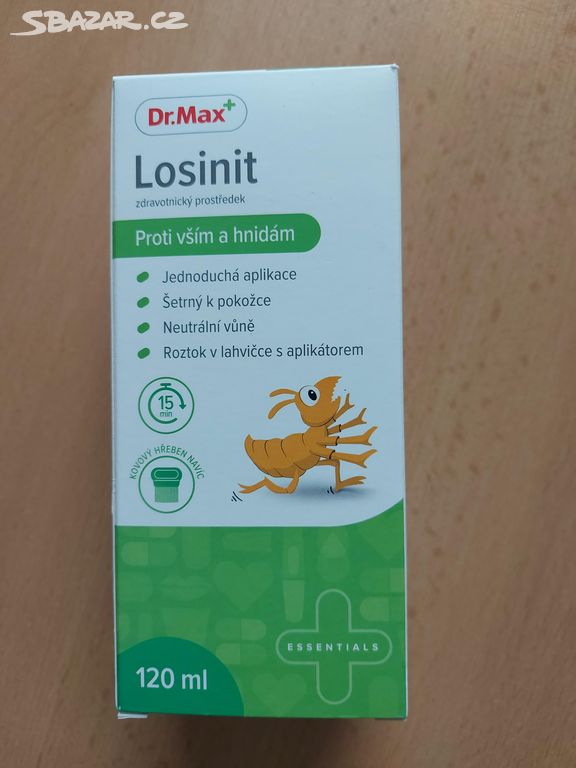 SBAZAR.CZ
Dr.Max+
Losinit
zdravotnický prostředek
Proti vším a hnidám
Jednoduchá aplikace
Šetrný k pokožce
Neutrální vůně
Roztok v lahvičce s aplikátorem
15
min
KOVOVÝ HŘEBEN NAVÍC
ESSENTIALS
120 ml